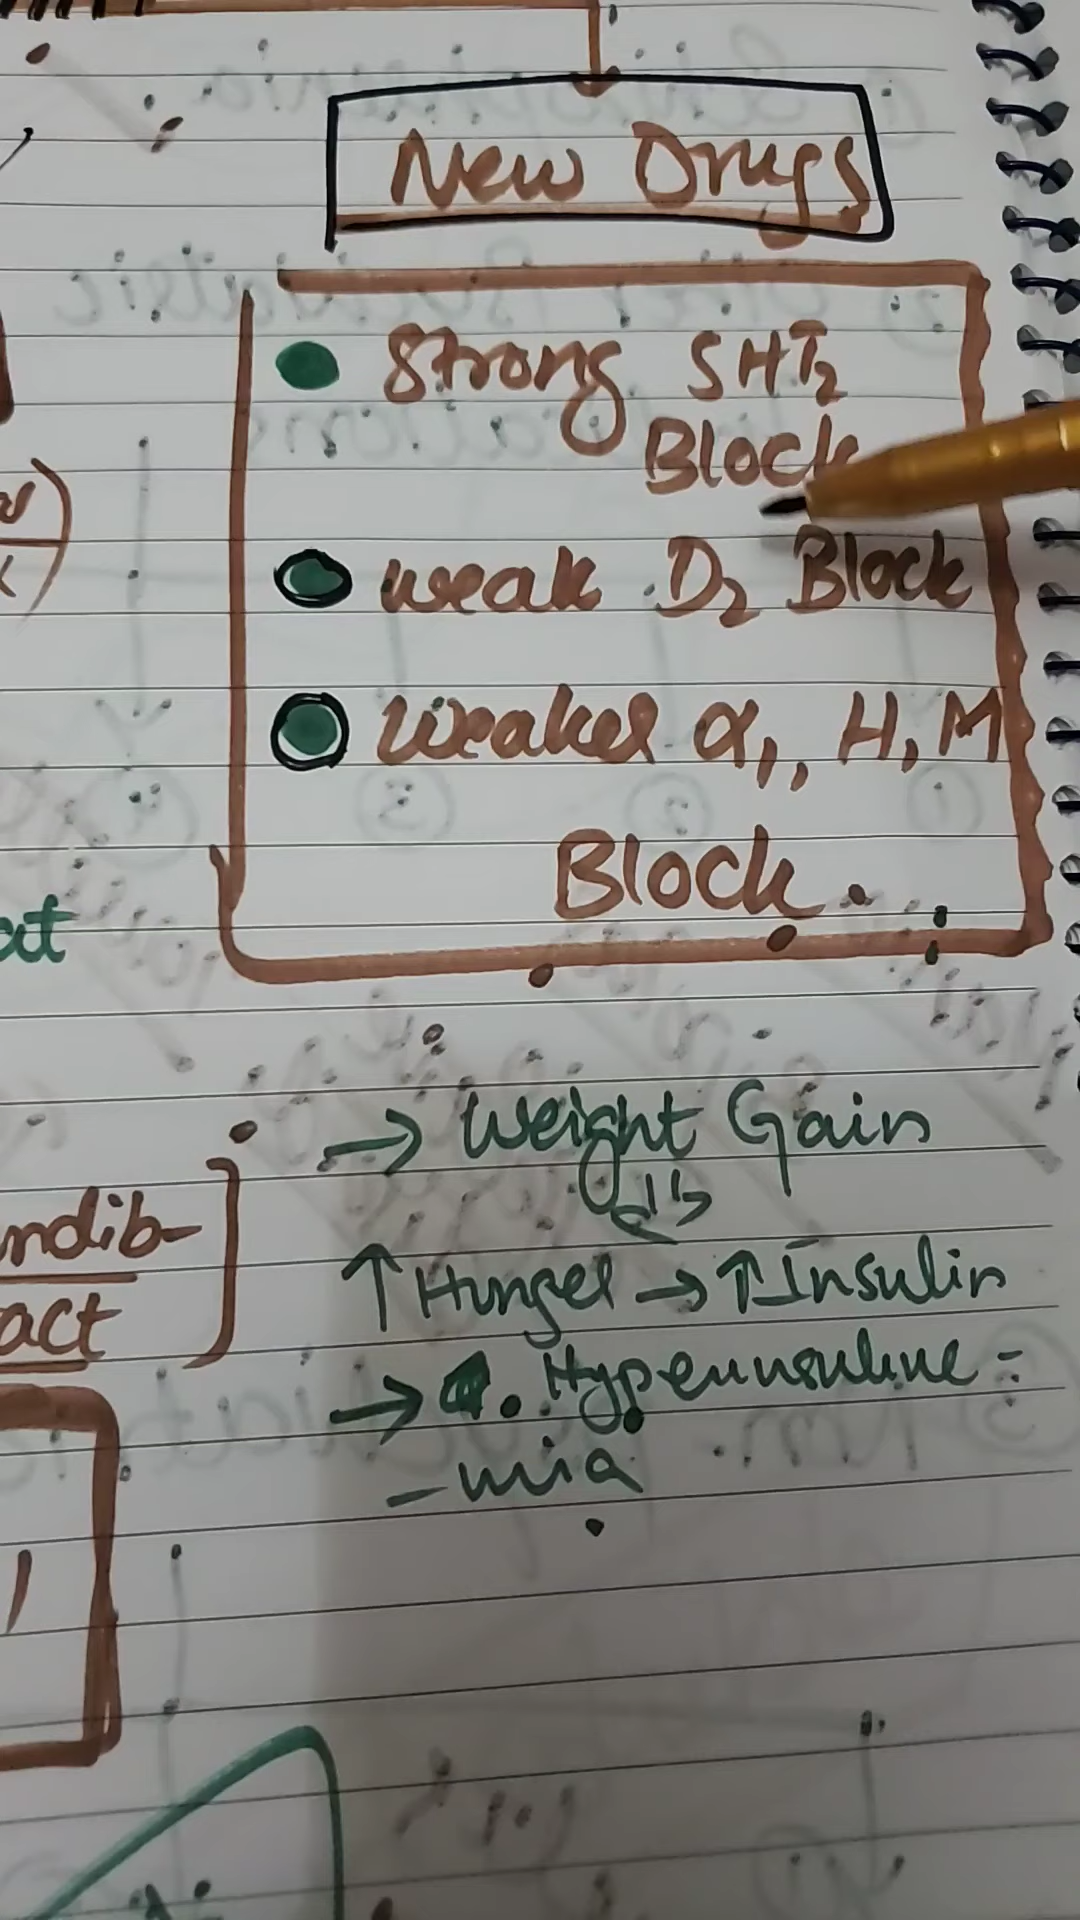 New Drugs
Strong 5HT2
Block
weak D2 Block
weaker α1, H, M
Block.
→ Weight Gain
↑ Hunger → ↑ Insulin
→ Hyperinsuline-
-mia
at
ndib-
act